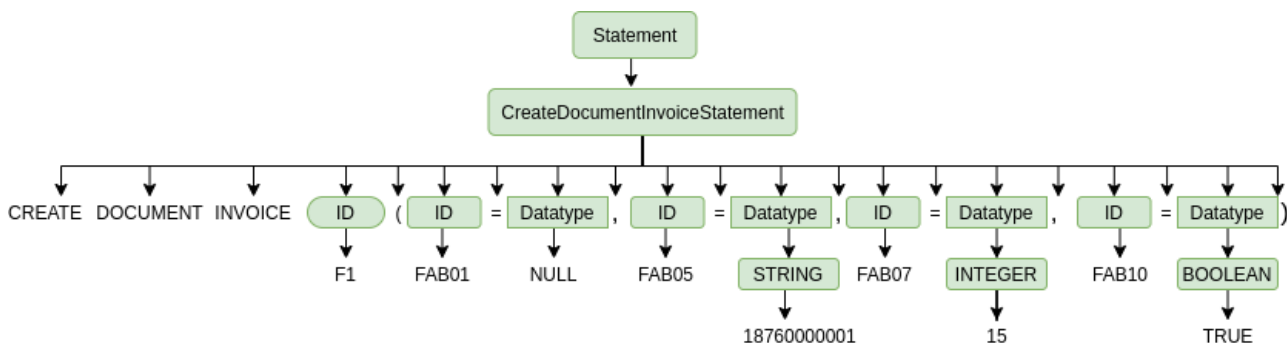 Statement
CreateDocumentInvoiceStatement
CREATE DOCUMENT INVOICE ID ( ID = Datatype , ID = Datatype , ID = Datatype , ID = Datatype )
F1 FAB01 NULL FAB05 STRING FAB07 INTEGER FAB10 BOOLEAN
18760000001 15 TRUE